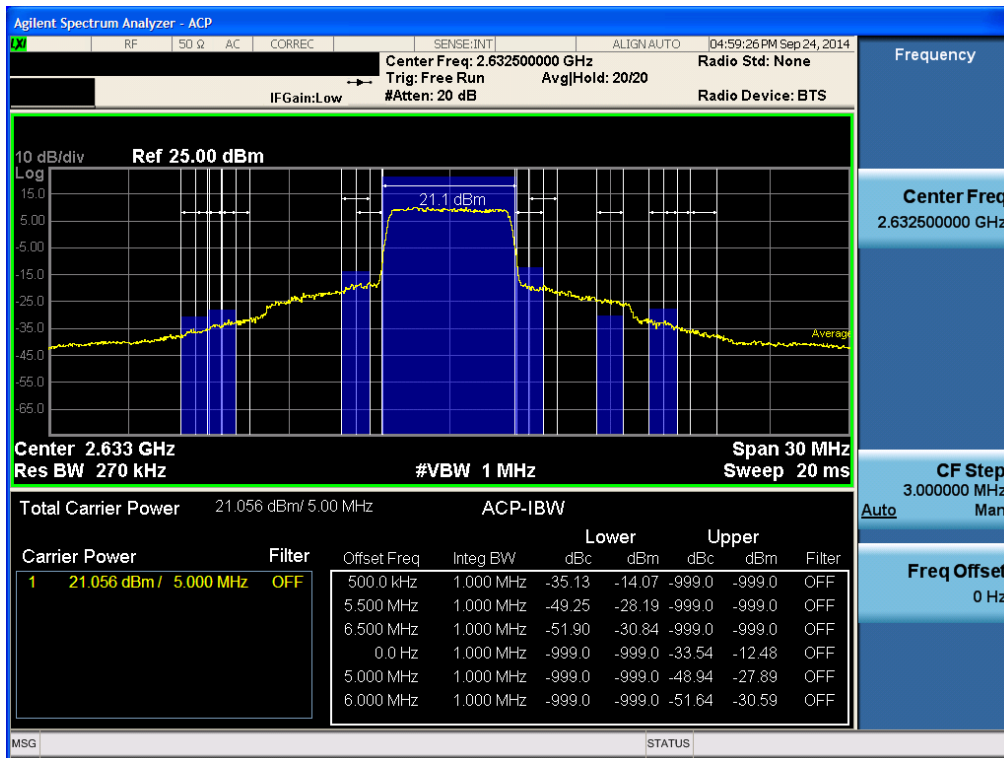 Agilent Spectrum Analyzer - ACP
LXI RF 50 Ω AC CORREC SENSE:INT ALIGN AUTO 04:59:26 PM Sep 24, 2014
Center Freq: 2.632500000 GHz Radio Std: None
Trig: Free Run Avg|Hold: 20/20
IFGain:Low #Atten: 20 dB Radio Device: BTS
10 dB/div Ref 25.00 dBm
Log
15.0
21.1 dBm
5.00
-5.00
-15.0
-25.0
-35.0
Average
-45.0
-55.0
-65.0
Center 2.633 GHz Span 30 MHz
Res BW 270 kHz #VBW 1 MHz Sweep 20 ms
Total Carrier Power 21.056 dBm/ 5.00 MHz ACP-IBW
Lower Upper
Carrier Power Filter Offset Freq Integ BW dBc dBm dBc dBm Filter
1 21.056 dBm / 5.000 MHz OFF 500.0 kHz 1.000 MHz -35.13 -14.07 -999.0 -999.0 OFF
5.500 MHz 1.000 MHz -49.25 -28.19 -999.0 -999.0 OFF
6.500 MHz 1.000 MHz -51.90 -30.84 -999.0 -999.0 OFF
0.0 Hz 1.000 MHz -999.0 -999.0 -33.54 -12.48 OFF
5.000 MHz 1.000 MHz -999.0 -999.0 -48.94 -27.89 OFF
6.000 MHz 1.000 MHz -999.0 -999.0 -51.64 -30.59 OFF
MSG STATUS
Frequency
Center Freq
2.632500000 GHz
CF Step
3.000000 MHz
Auto Man
Freq Offset
0 Hz